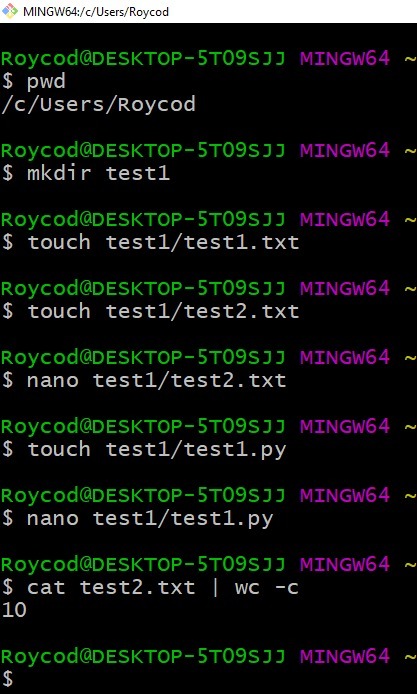 MINGW64:/c/Users/Roycod
Roycod@DESKTOP-5T09SJJ MINGW64 ~
$ pwd
/c/Users/Roycod
Roycod@DESKTOP-5T09SJJ MINGW64 ~
$ mkdir test1
Roycod@DESKTOP-5T09SJJ MINGW64 ~
$ touch test1/test1.txt
Roycod@DESKTOP-5T09SJJ MINGW64 ~
$ touch test1/test2.txt
Roycod@DESKTOP-5T09SJJ MINGW64 ~
$ nano test1/test2.txt
Roycod@DESKTOP-5T09SJJ MINGW64 ~
$ touch test1/test1.py
Roycod@DESKTOP-5T09SJJ MINGW64 ~
$ nano test1/test1.py
Roycod@DESKTOP-5T09SJJ MINGW64 ~
$ cat test2.txt | wc -c
10
Roycod@DESKTOP-5T09SJJ MINGW64 ~
$